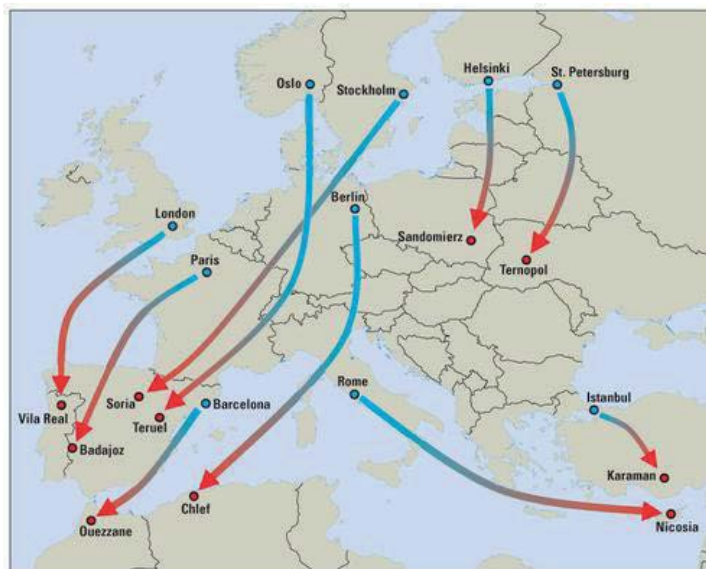 Helsinki
St. Petersburg
Oslo
Stockholm
Berlin
London
Sandomierz
Paris
Ternopol
Rome
Istanbul
Soria
Barcelona
Vila Real
Teruel
Badajoz
Karaman
Chlef
Ouezzane
Nicosia